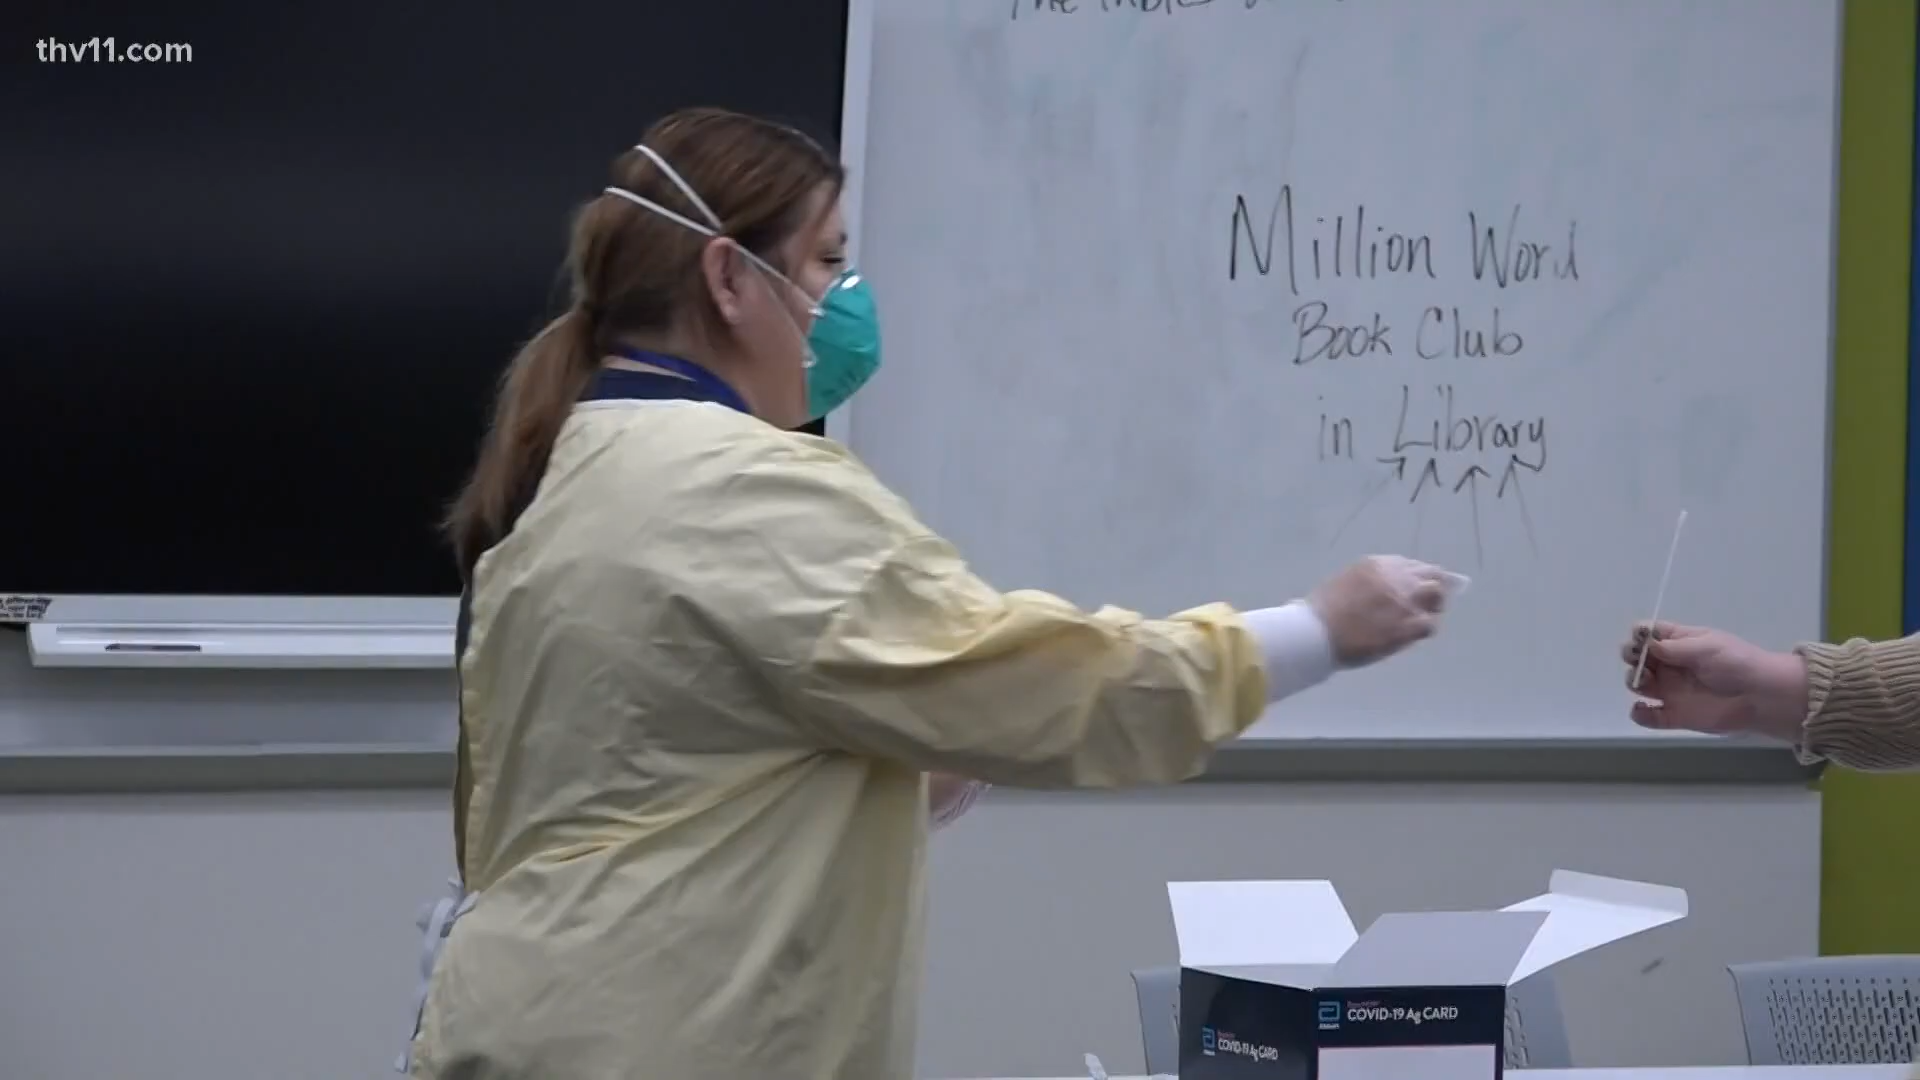 thv11.com
Million Word
Book Club
in Library
COVID-19 Ag CARD
COVID-19 Ag CARD